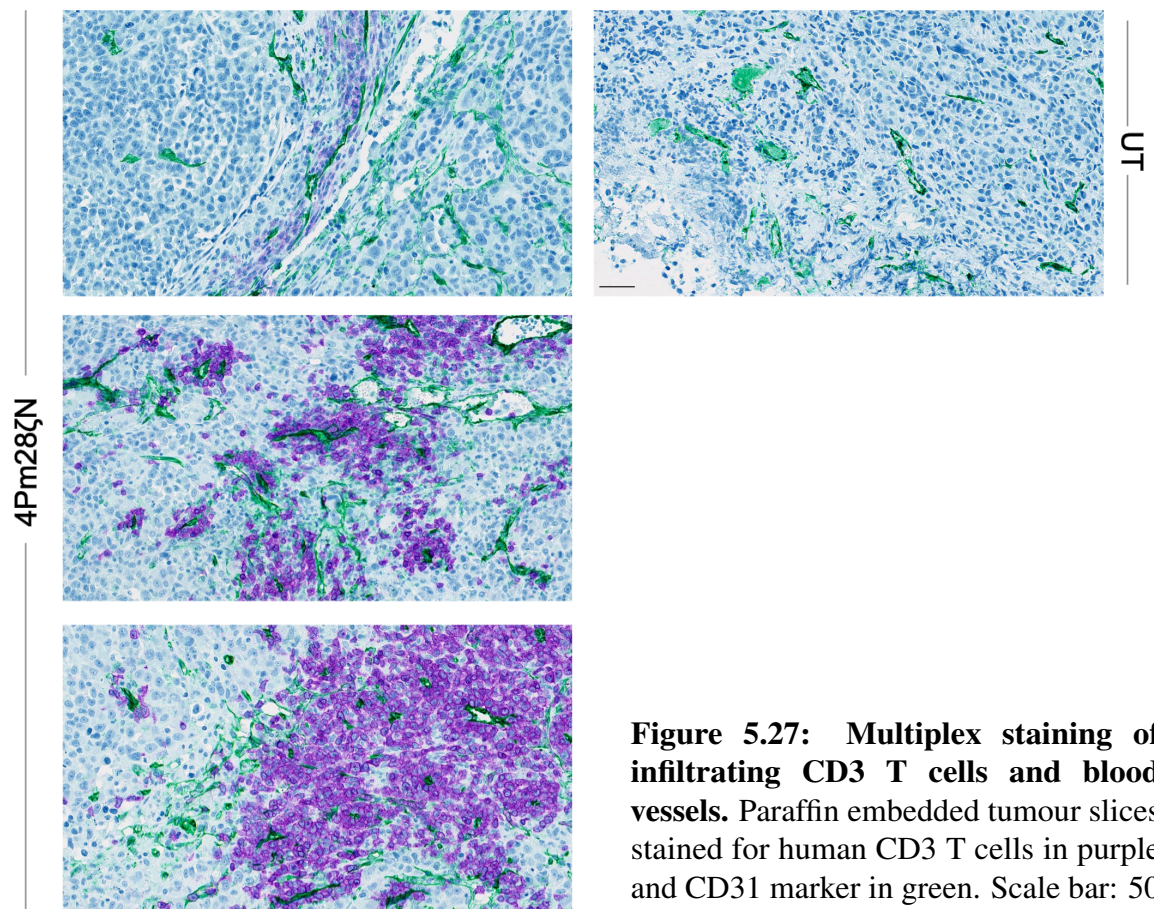 UT
4Pm28ζN
Figure 5.27: Multiplex staining of
infiltrating CD3 T cells and blood
vessels. Paraffin embedded tumour slices
stained for human CD3 T cells in purple
and CD31 marker in green. Scale bar: 50